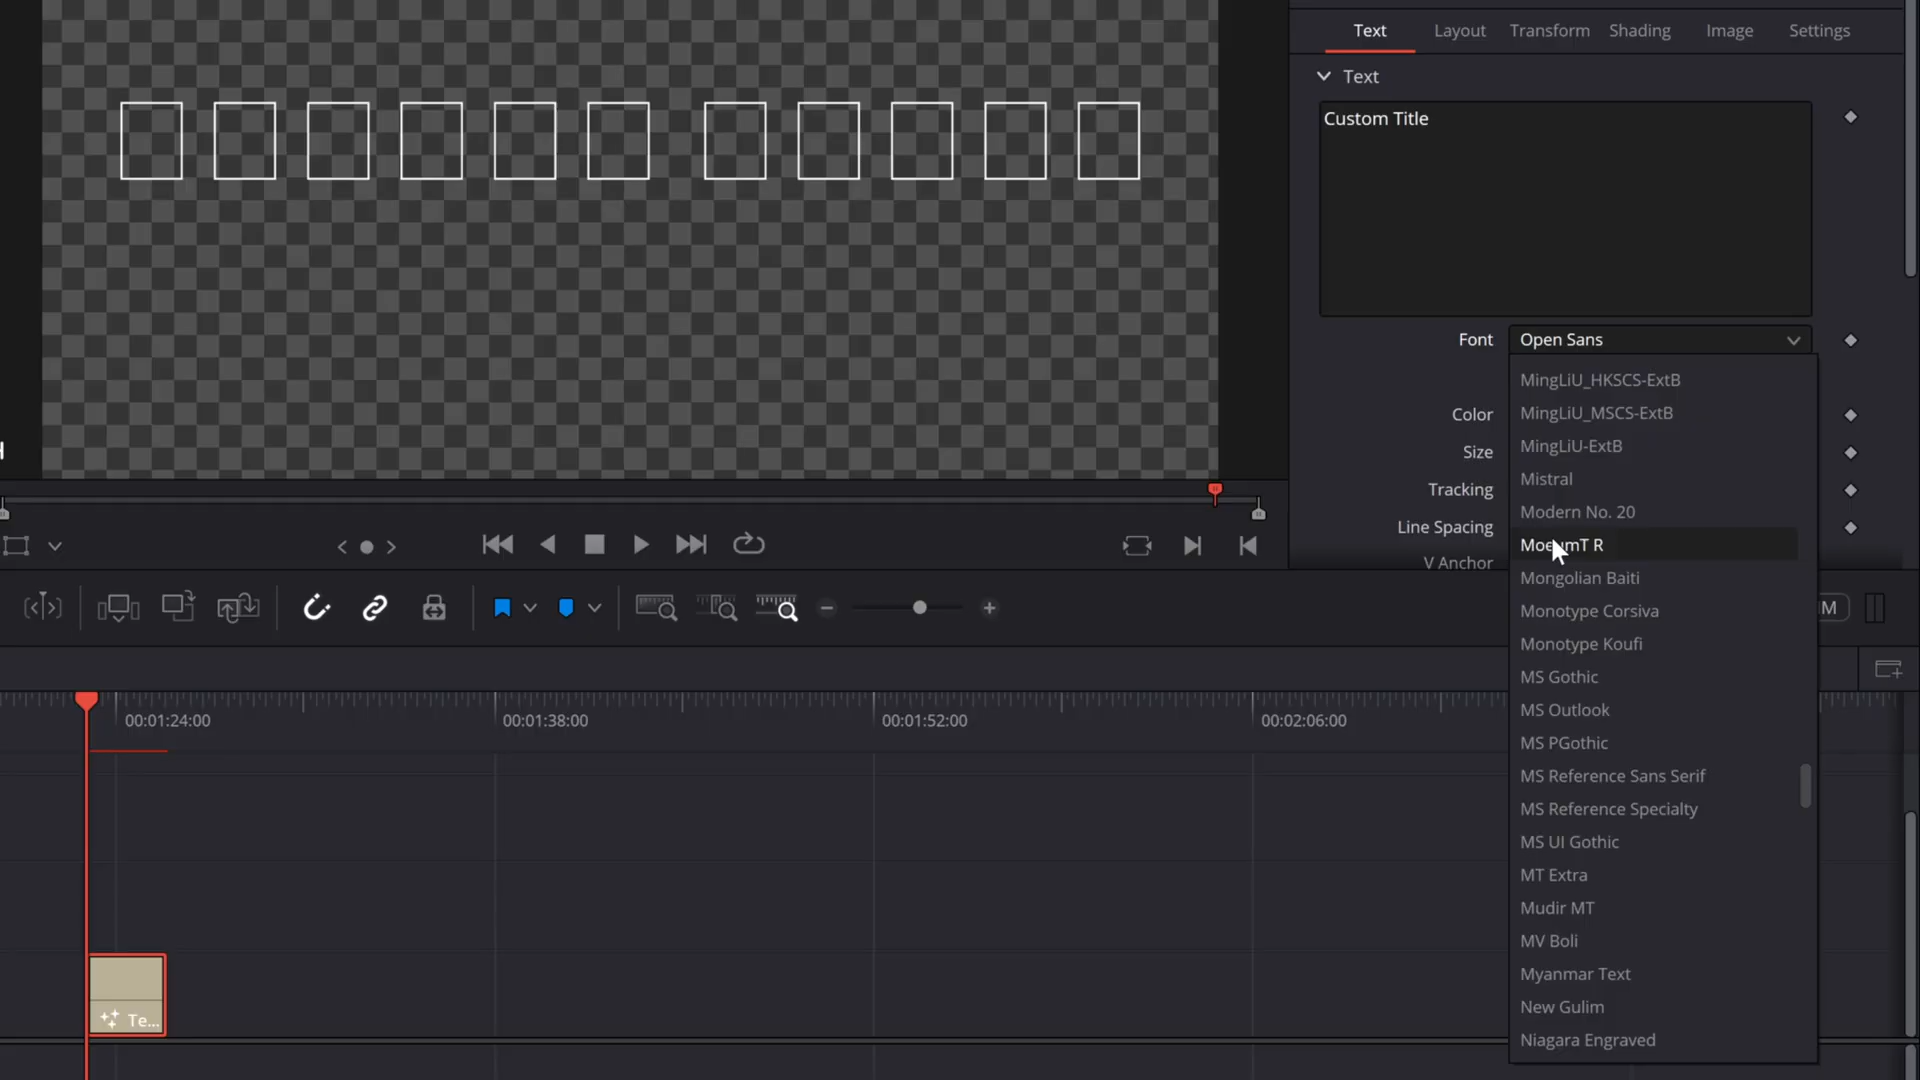 Text Layout Transform Shading Image Settings
Text
Custom Title
Font Open Sans
MingLiU_HKSCS-ExtB
Color MingLiU_MSCS-ExtB
MingLiU-ExtB
Size
Mistral
Tracking
Modern No. 20
Line Spacing
V Anchor
Mongolian Baiti
Monotype Corsiva
M
Monotype Koufi
MS Gothic
MS Outlook
00:01:24:00 00:01:38:00 00:01:52:00 00:02:06:00
MS PGothic
MS Reference Sans Serif
MS Reference Specialty
MS UI Gothic
MT Extra
Mudir MT
MV Boli
Myanmar Text
New Gulim
Te...
Niagara Engraved